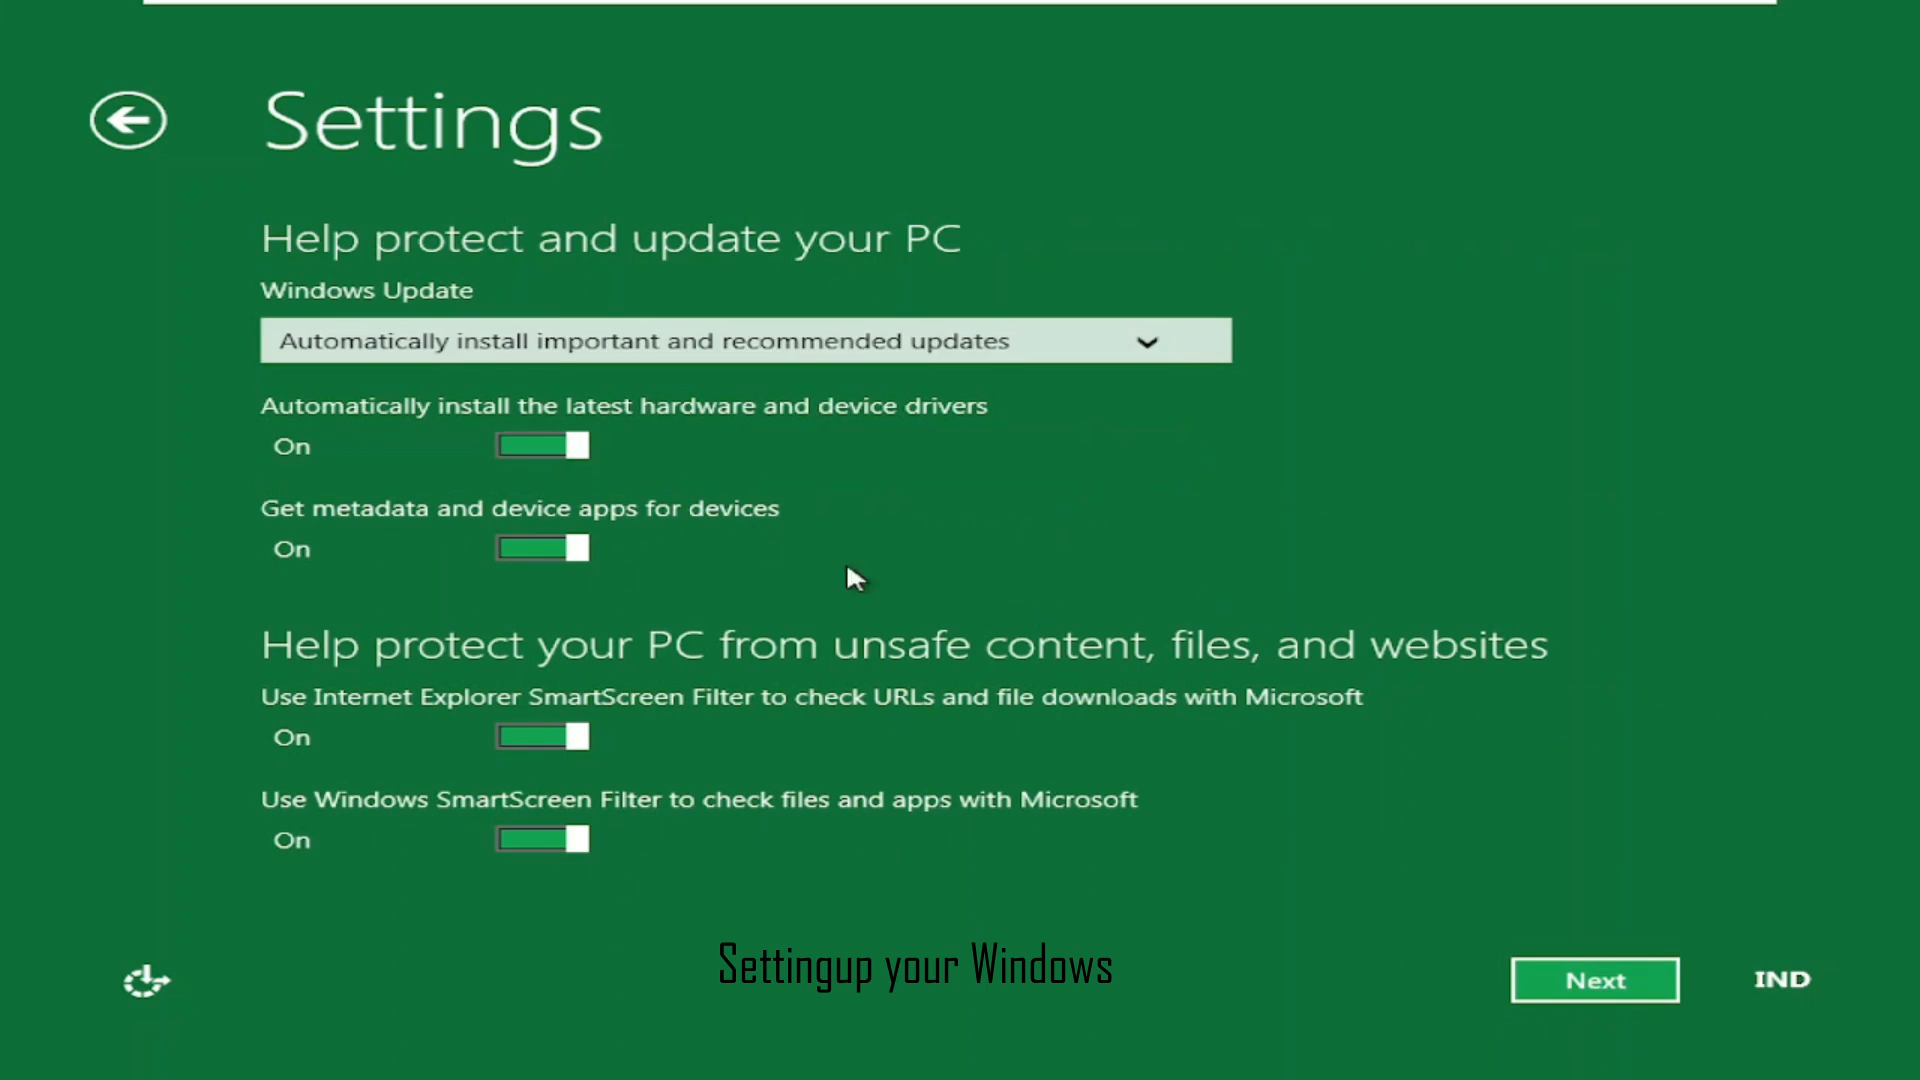 Settings
Help protect and update your PC
Windows Update
Automatically install important and recommended updates
Automatically install the latest hardware and device drivers
On
Get metadata and device apps for devices
On
Help protect your PC from unsafe content, files, and websites
Use Internet Explorer SmartScreen Filter to check URLs and file downloads with Microsoft
On
Use Windows SmartScreen Filter to check files and apps with Microsoft
On
Settingup your Windows
Next
IND